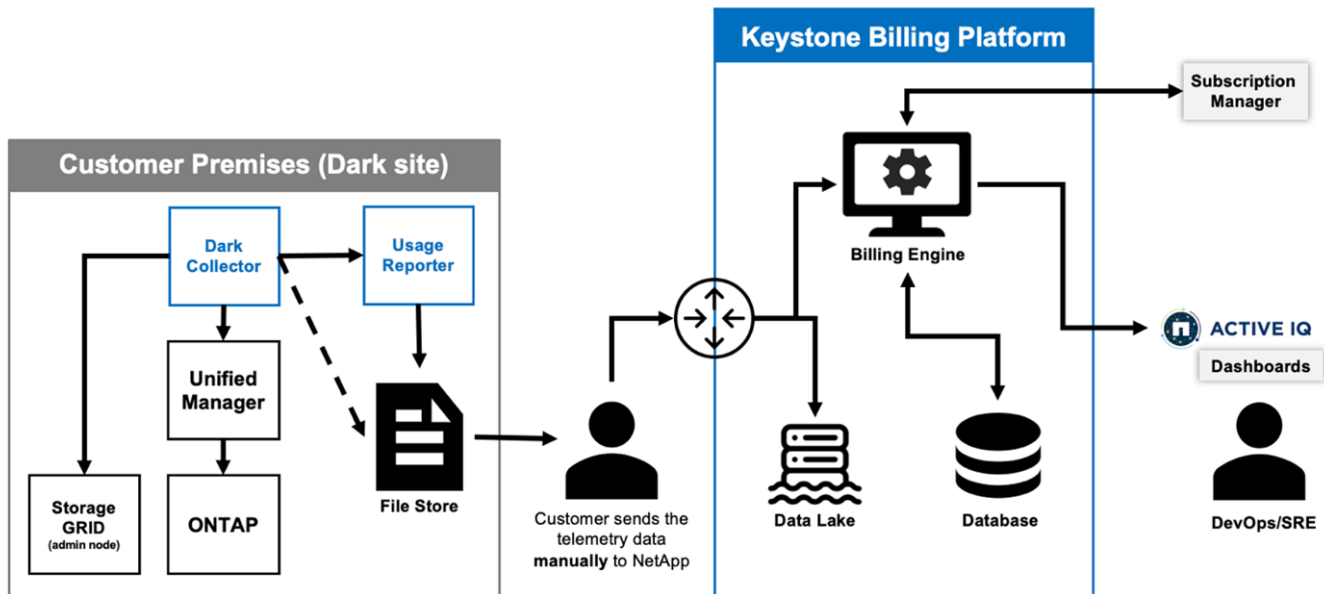 Keystone Billing Platform
Subscription
Manager
Customer Premises (Dark site)
Dark
Collector
Usage
Reporter
Billing Engine
Unified
Manager
ACTIVE IQ
Dashboards
Storage
GRID
(admin node)
ONTAP
File Store
Customer sends the
telemetry data
manually to NetApp
Data Lake
Database
DevOps/SRE